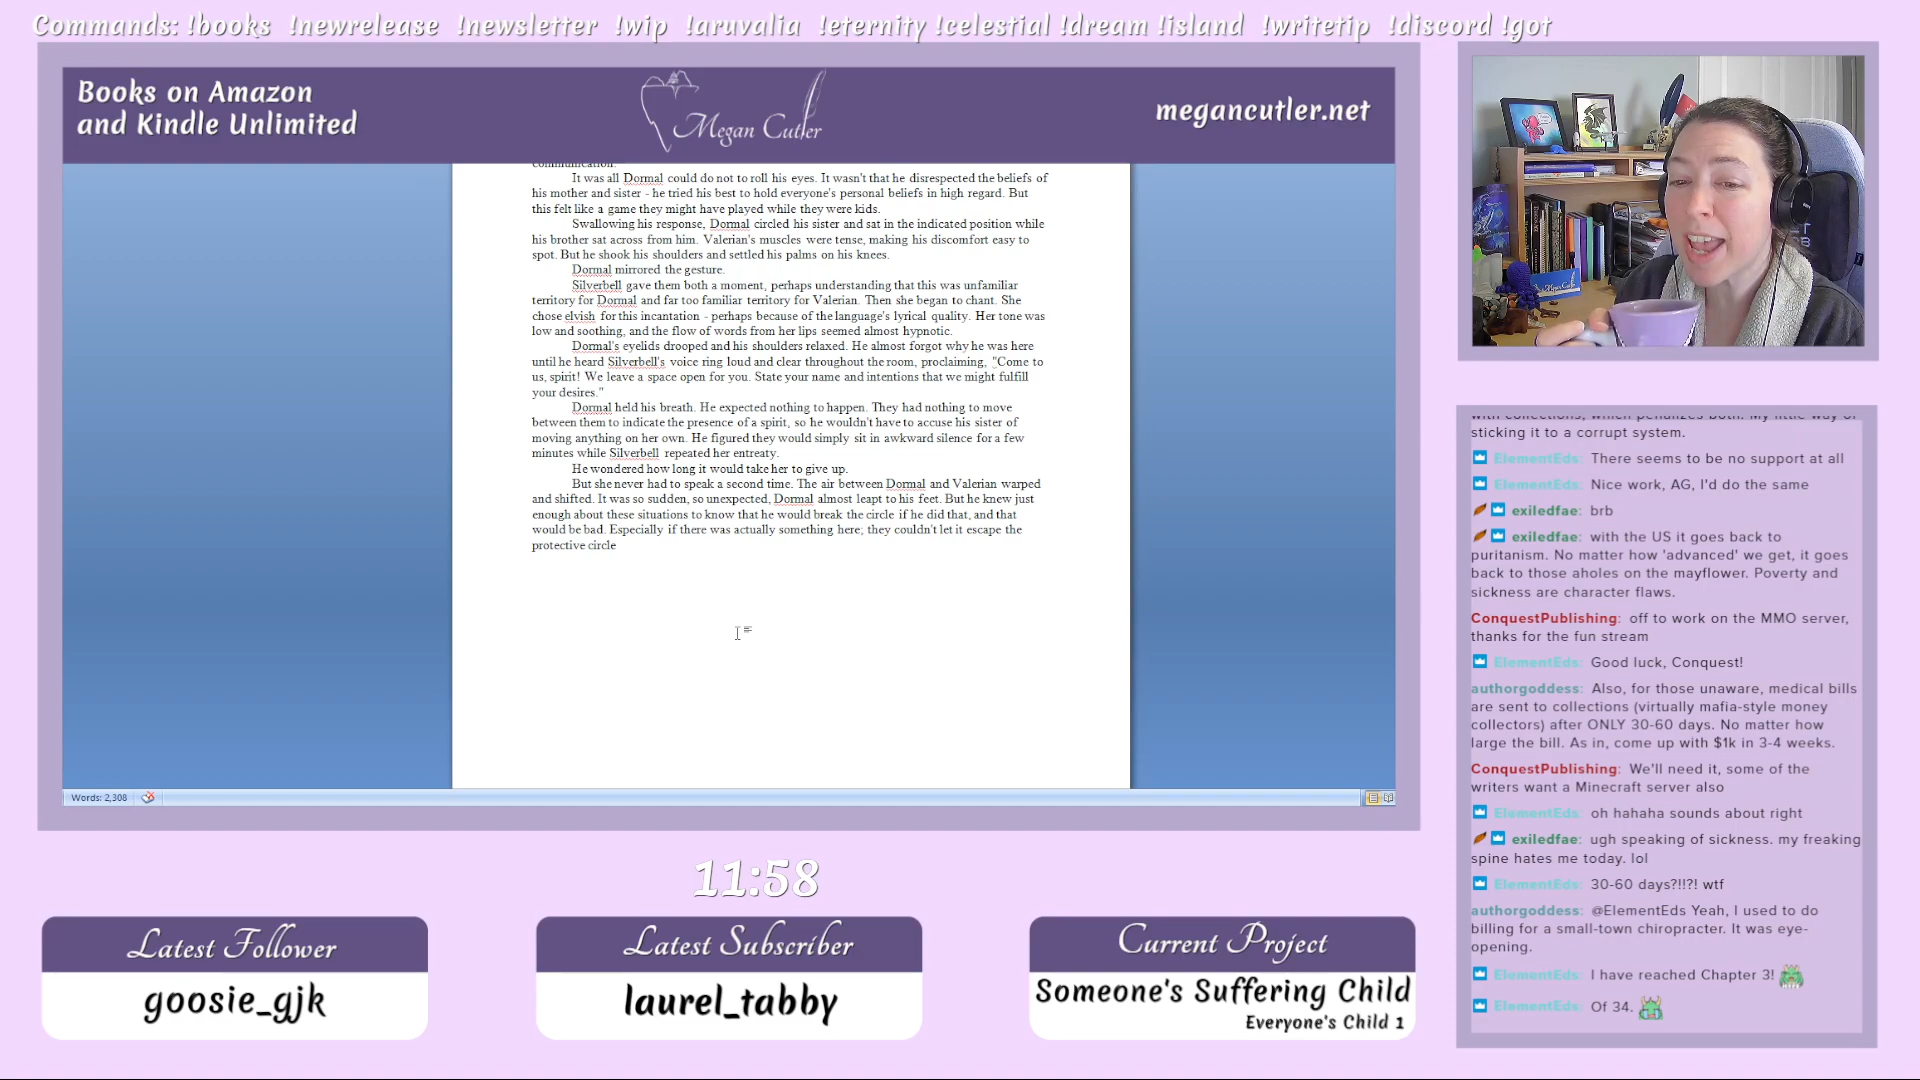 Commands: !books !newrelease !newsletter !wip !aruvalia !eternity !celestial !dream !island !writetip !discord !got
Books on Amazon
and Kindle Unlimited
Megan Cutler
megancutler.net
communication.
It was all Dormal could do not to roll his eyes. It wasn't that he disrespected the beliefs of
his mother and sister - he tried his best to hold everyone's personal beliefs in high regard. But
this felt like a game they might have played while they were kids.
Swallowing his response, Dormal circled his sister and sat in the indicated position while
his brother sat across from him. Valerian's muscles were tense, making his discomfort easy to
spot. But he shook his shoulders and settled his palms on his knees.
Dormal mirrored the gesture.
Silverbell gave them both a moment, perhaps understanding that this was unfamiliar
territory for Dormal and far too familiar territory for Valerian. Then she began to chant. She
chose elvish for this incantation - perhaps because of the language's lyrical quality. Her tone was
low and soothing, and the flow of words from her lips seemed almost hypnotic.
Dormal's eyelids drooped and his shoulders relaxed. He almost forgot why he was here
until he heard Silverbell's voice ring loud and clear throughout the room, proclaiming, "Come to
us, spirit! We leave a space open for you. State your name and intentions that we might fulfill
your desires."
Dormal held his breath. He expected nothing to happen. They had nothing to move
between them to indicate the presence of a spirit, so he wouldn't have to accuse his sister of
moving anything on her own. He figured they would simply sit in awkward silence for a few
minutes while Silverbell repeated her entreaty.
He wondered how long it would take her to give up.
But she never had to speak a second time. The air between Dormal and Valerian warped
and shifted. It was so sudden, so unexpected, Dormal almost leapt to his feet. But he knew just
enough about these situations to know that he would break the circle if he did that, and that
would be bad. Especially if there was actually something here; they couldn't let it escape the
protective circle
Words: 2,308
with collections, which penalizes both. My little way of
sticking it to a corrupt system.
ElementEds: There seems to be no support at all
ElementEds: Nice work, AG, I'd do the same
exiledfae: brb
exiledfae: with the US it goes back to
puritanism. No matter how 'advanced' we get, it goes
back to those aholes on the mayflower. Poverty and
sickness are character flaws.
ConquestPublishing: off to work on the MMO server,
thanks for the fun stream
ElementEds: Good luck, Conquest!
authorgoddess: Also, for those unaware, medical bills
are sent to collections (virtually mafia-style money
collectors) after ONLY 30-60 days. No matter how
large the bill. As in, come up with $1k in 3-4 weeks.
ConquestPublishing: We'll need it, some of the
writers want a Minecraft server also
ElementEds: oh hahaha sounds about right
exiledfae: ugh speaking of sickness. my freaking
spine hates me today. lol
ElementEds: 30-60 days?!!?! wtf
authorgoddess: @ElementEds Yeah, I used to do
billing for a small-town chiropracter. It was eye-
opening.
ElementEds: I have reached Chapter 3!
ElementEds: Of 34.
11:58
Latest Follower
goosie_gjk
Latest Subscriber
laurel_tabby
Current Project
Someone's Suffering Child
Everyone's Child 1